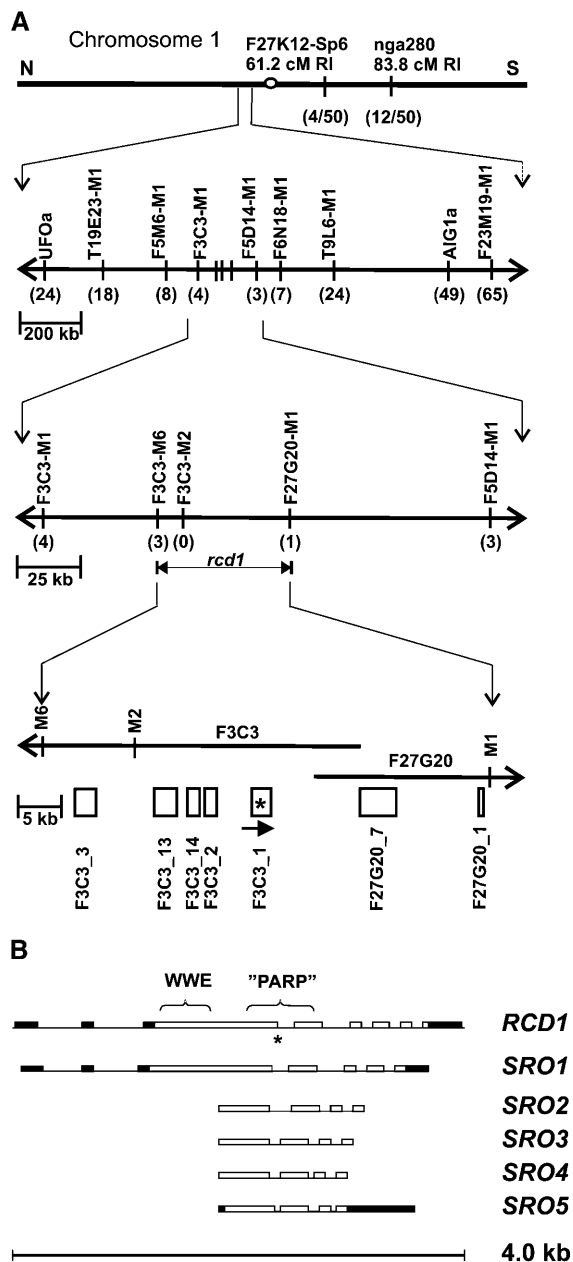 A
Chromosome 1
F27K12-Sp6
61.2 cM RI
nga280
83.8 cM RI
N
S
(4/50)
(12/50)
UFOa
T19E23-M1
F5M6-M1
F3C3-M1
F5D14-M1
F6N18-M1
T9L6-M1
AIG1a
F23M19-M1
(24)
(18)
(8)
(4)
(3)
(7)
(24)
(49)
(65)
200 kb
F3C3-M1
F3C3-M6
F3C3-M2
F27G20-M1
F5D14-M1
(4)
(3)
(0)
(1)
(3)
25 kb
rcd1
M6
M2
F3C3
F27G20
M1
5 kb
*
F3C3_3
F3C3_13
F3C3_14
F3C3_2
F3C3_1
F27G20_7
F27G20_1
B
WWE
"PARP"
RCD1
*
SRO1
SRO2
SRO3
SRO4
SRO5
4.0 kb